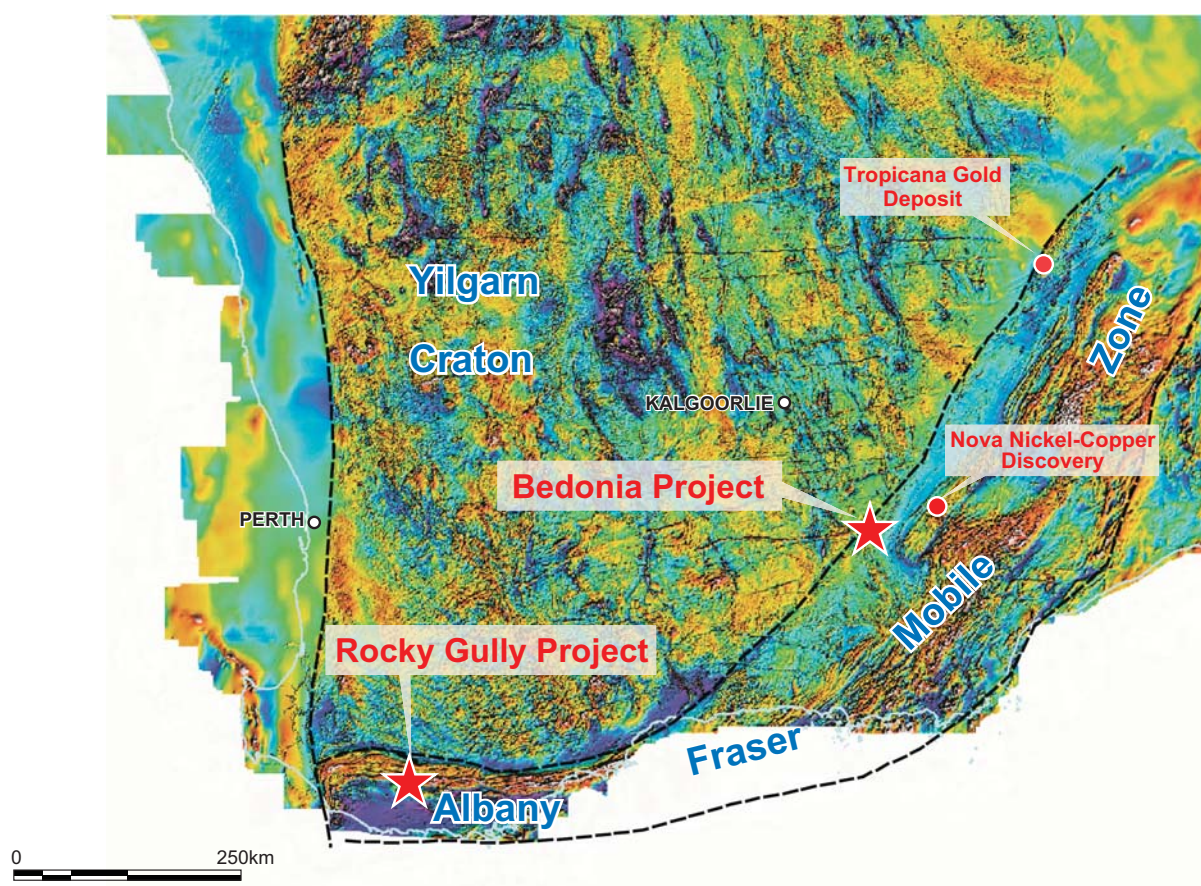 Tropicana Gold
Deposit
Yilgarn
Craton
Zone
KALGOORLIE
Nova Nickel-Copper
Discovery
Bedonia Project
PERTH
Mobile
Rocky Gully Project
Fraser
Albany
0 250km